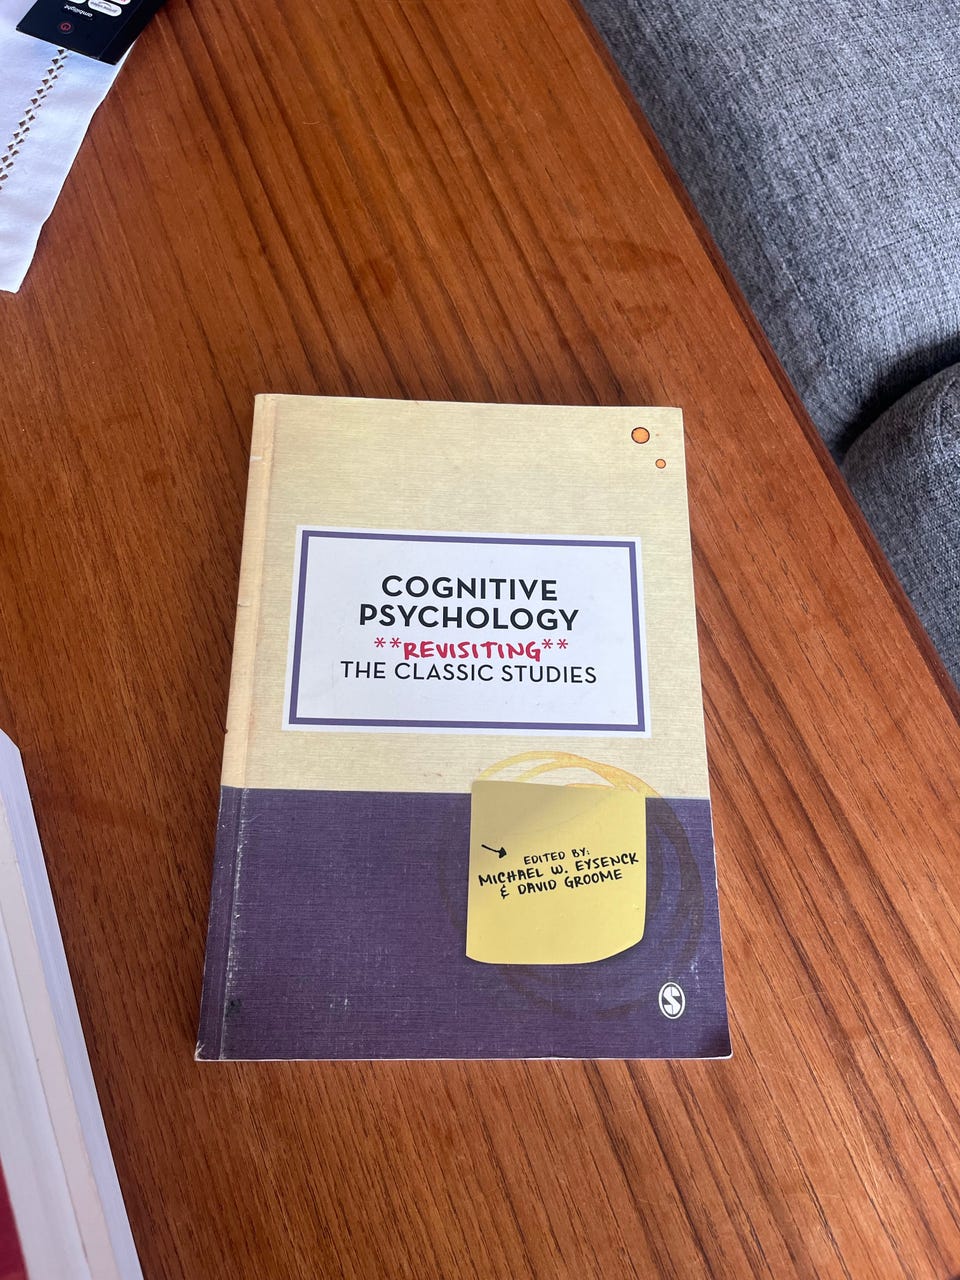 COGNITIVE
PSYCHOLOGY
**REVISITING**
THE CLASSIC STUDIES
EDITED BY:
MICHAEL W. EYSENCK
& DAVID GROOME
S